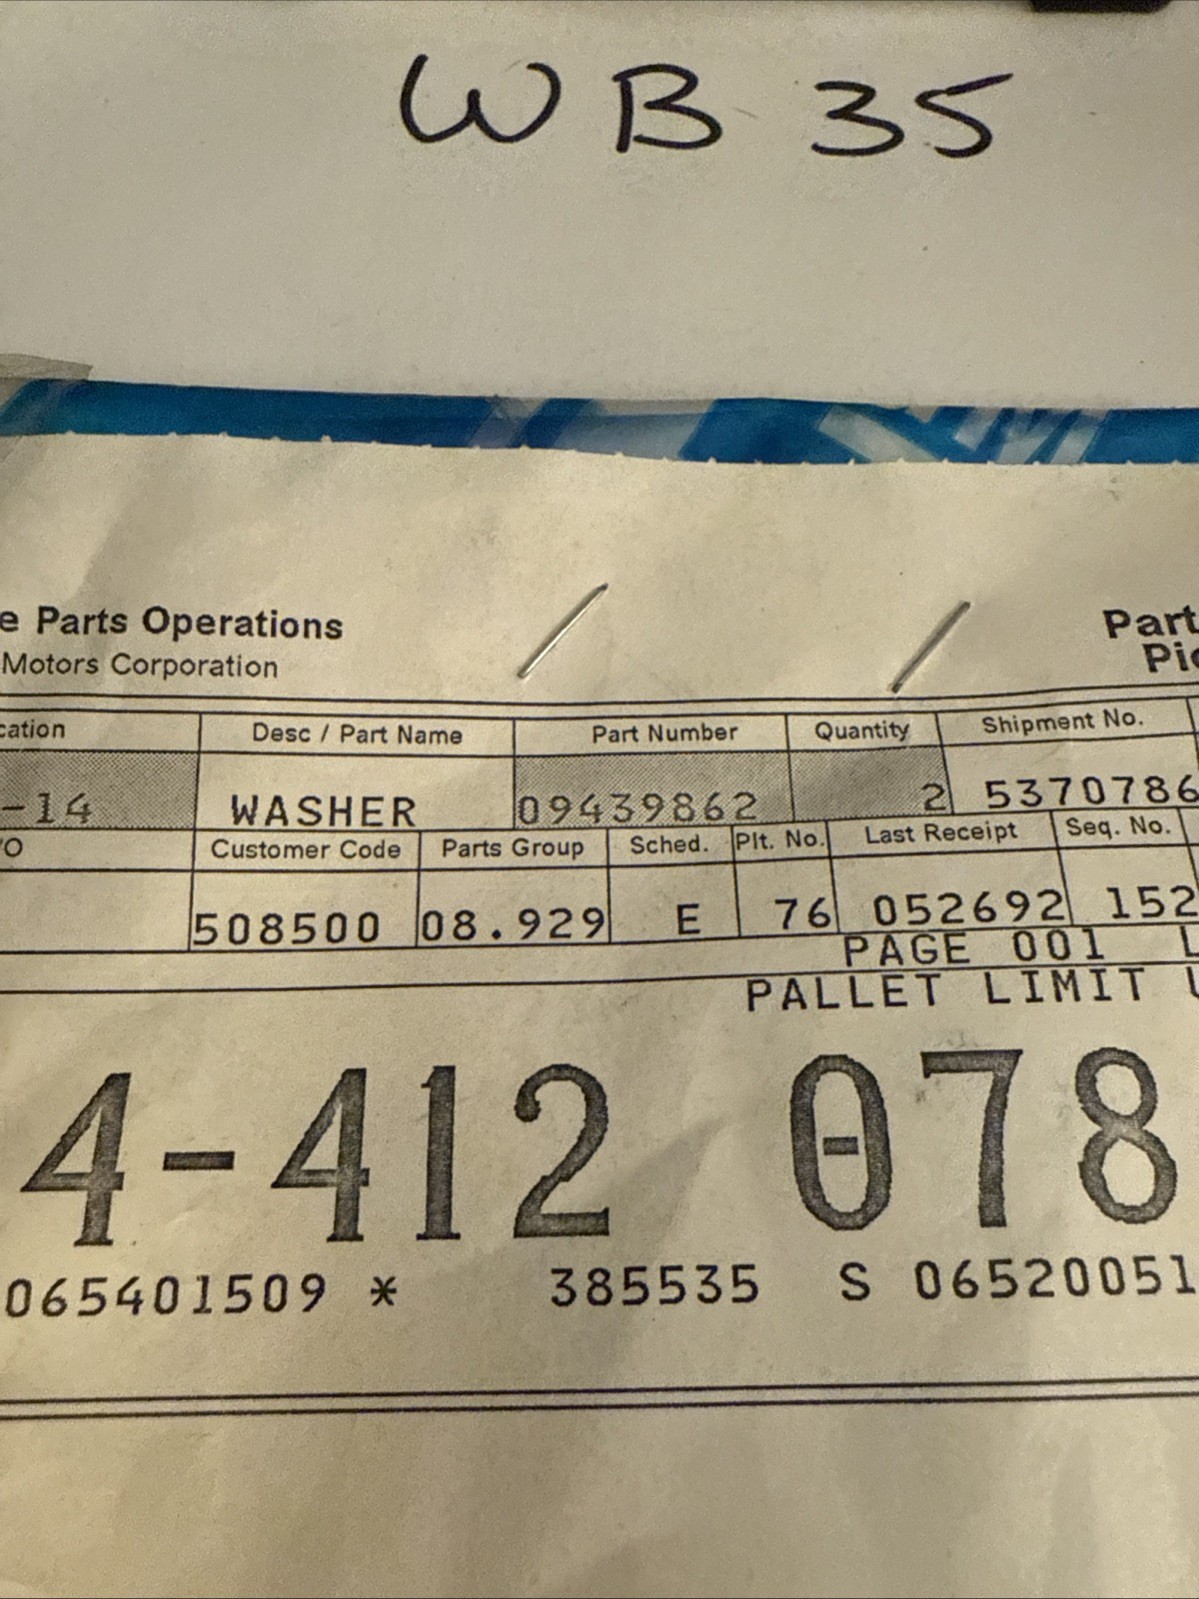 WB 35
e Parts Operations
Motors Corporation
Part
Pic
cation Desc / Part Name Part Number Quantity Shipment No.
-14 WASHER 09439862 2 5370786
/O Customer Code Parts Group Sched. Plt. No. Last Receipt Seq. No.
508500 08.929 E 76 052692 152
PAGE 001 L
PALLET LIMIT U
4-412 078
065401509 * 385535 S 06520051